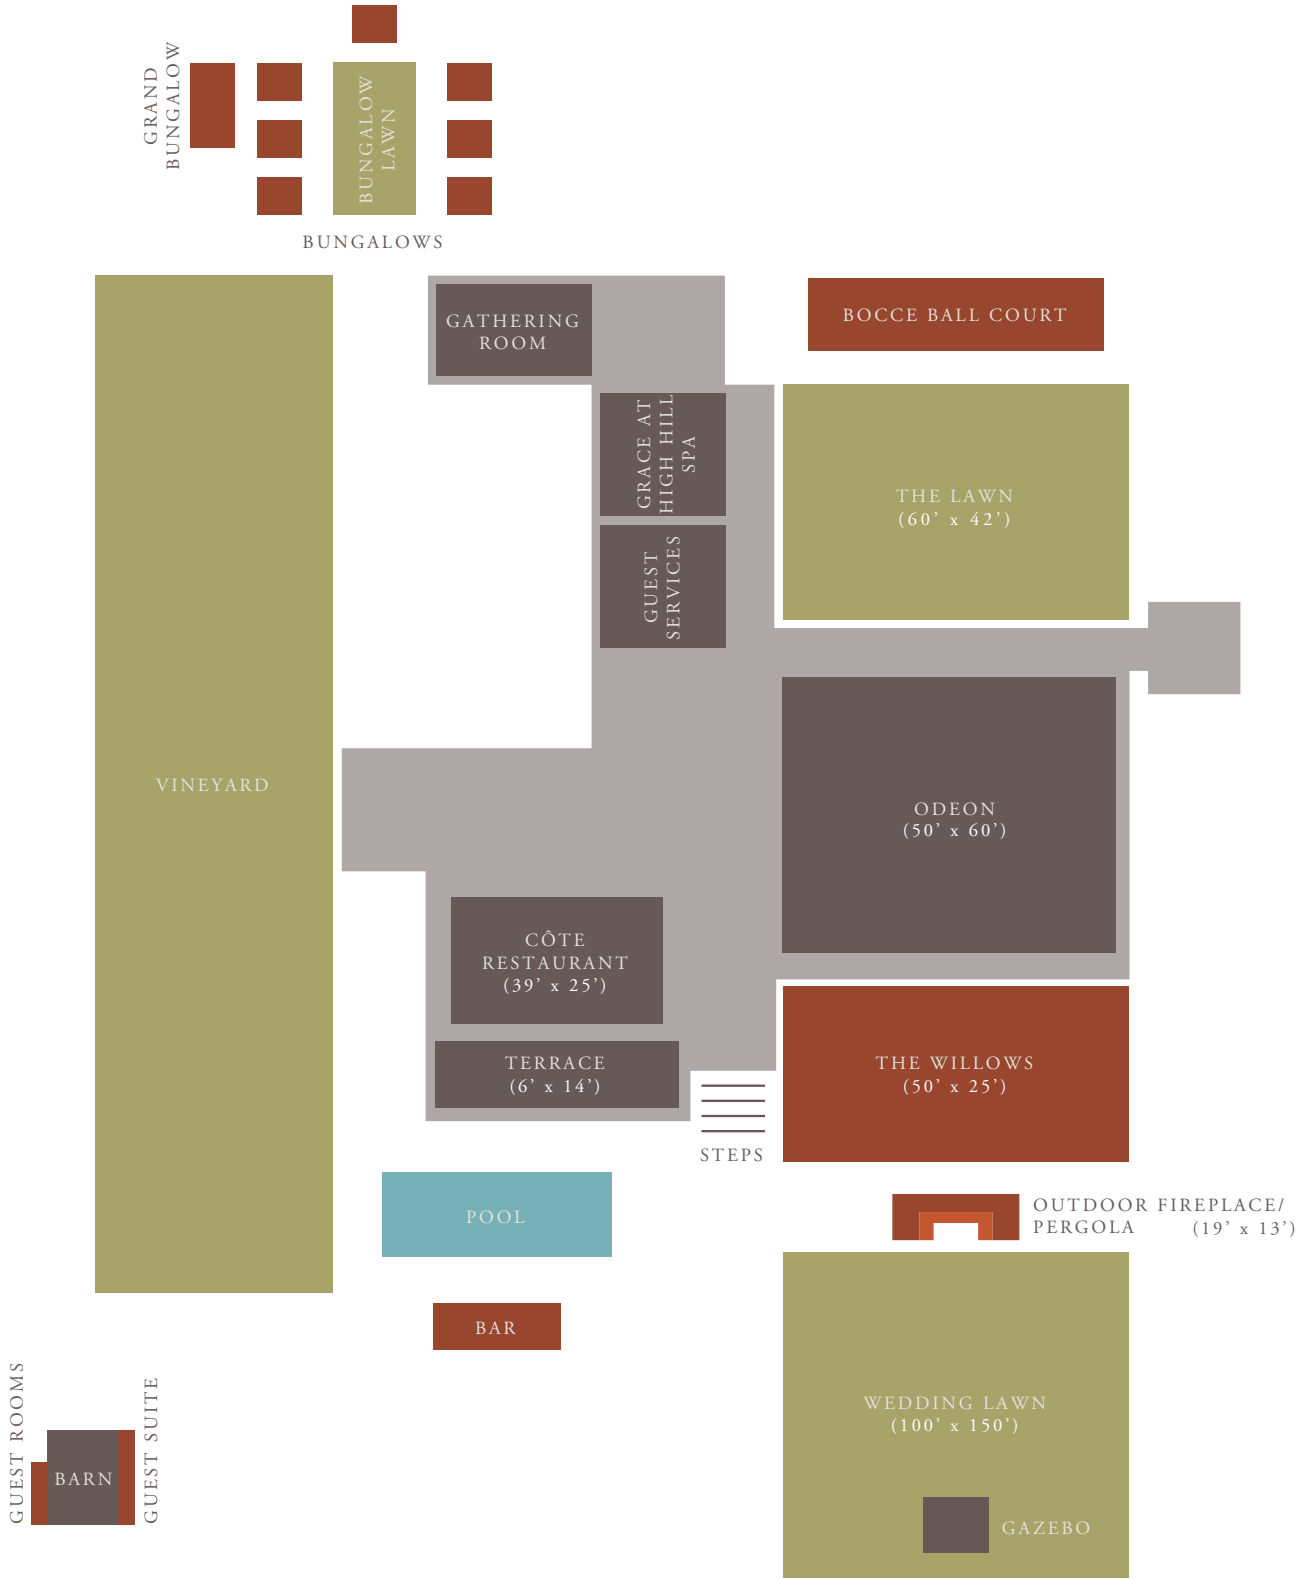 GRAND
BUNGALOW
BUNGALOW
LAWN
BUNGALOWS
GATHERING
ROOM
BOCCE BALL COURT
GRACE AT
HIGH HILL
SPA
THE LAWN
(60’ x 42’)
GUEST
SERVICES
VINEYARD
ODEON
(50’ x 60’)
CÔTE
RESTAURANT
(39’ x 25’)
TERRACE
(6’ x 14’)
THE WILLOWS
(50’ x 25’)
STEPS
POOL
OUTDOOR FIREPLACE/
PERGOLA (19’ x 13’)
BAR
WEDDING LAWN
(100’ x 150’)
GUEST ROOMS
BARN
GUEST SUITE
GAZEBO